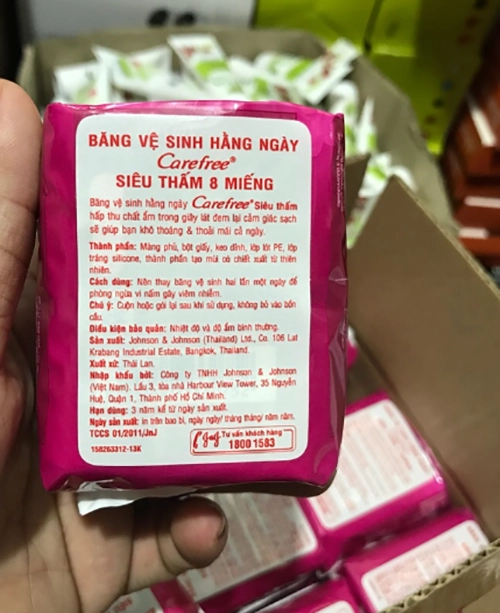 BĂNG VỆ SINH HẰNG NGÀY
Carefree®
SIÊU THẤM 8 MIẾNG
Băng vệ sinh hằng ngày Carefree® Siêu thấm
hấp thu chất ẩm trong giây lát đem lại cảm giác sạch
sẽ giúp bạn khô thoáng & thoải mái cả ngày.
Thành phần: Màng phủ, bột giấy, keo dính, lớp lót PE, lớp
tráng silicone, thành phần tạo mùi có chiết xuất từ thiên
nhiên.
Cách dùng: Nên thay băng vệ sinh hai lần một ngày để
phòng ngừa vi nấm gây viêm nhiễm.
Chú ý: Cuộn hoặc gói lại sau khi sử dụng, không bỏ vào bồn
cầu.
Điều kiện bảo quản: Nhiệt độ và độ ẩm bình thường.
Sản xuất: Johnson & Johnson (Thailand) Ltd., Co. 106 Lat
Krabang Industrial Estate, Bangkok, Thailand.
Xuất xứ: Thái Lan.
Nhập khẩu bởi: Công ty TNHH Johnson & Johnson
(Việt Nam). Lầu 3, tòa nhà Harbour View Tower, 35 Nguyễn
Huệ, Quận 1, Thành phố Hồ Chí Minh.
Hạn dùng: 3 năm kể từ ngày sản xuất.
Ngày sản xuất: in trên bao bì, ngày ngày/ tháng tháng/ năm năm.
TCCS 01/2011/JnJ
JnJ Tư vấn khách hàng
1800 1583
158263312-13K